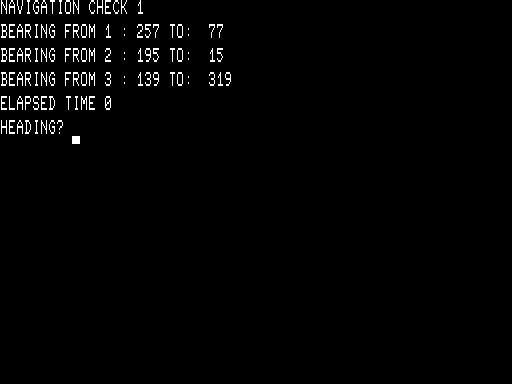 NAVIGATION CHECK 1
BEARING FROM 1 : 257 TO:  77
BEARING FROM 2 : 195 TO:  15
BEARING FROM 3 : 139 TO:  319
ELAPSED TIME 0
HEADING?